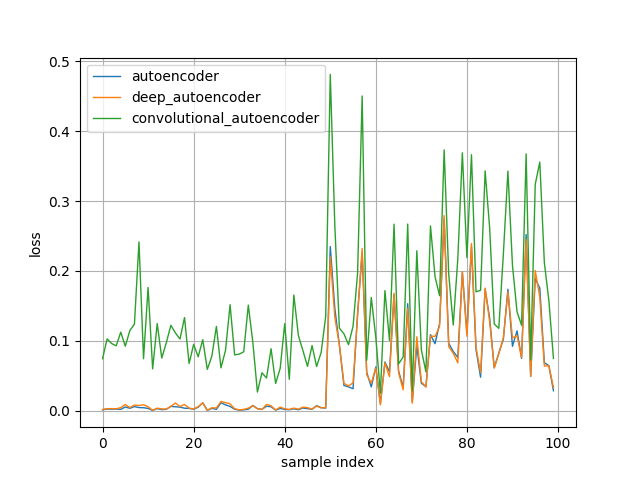 autoencoder
deep_autoencoder
convolutional_autoencoder
0.5
0.4
0.3
0.2
0.1
0.0
loss
0 20 40 60 80 100
sample index